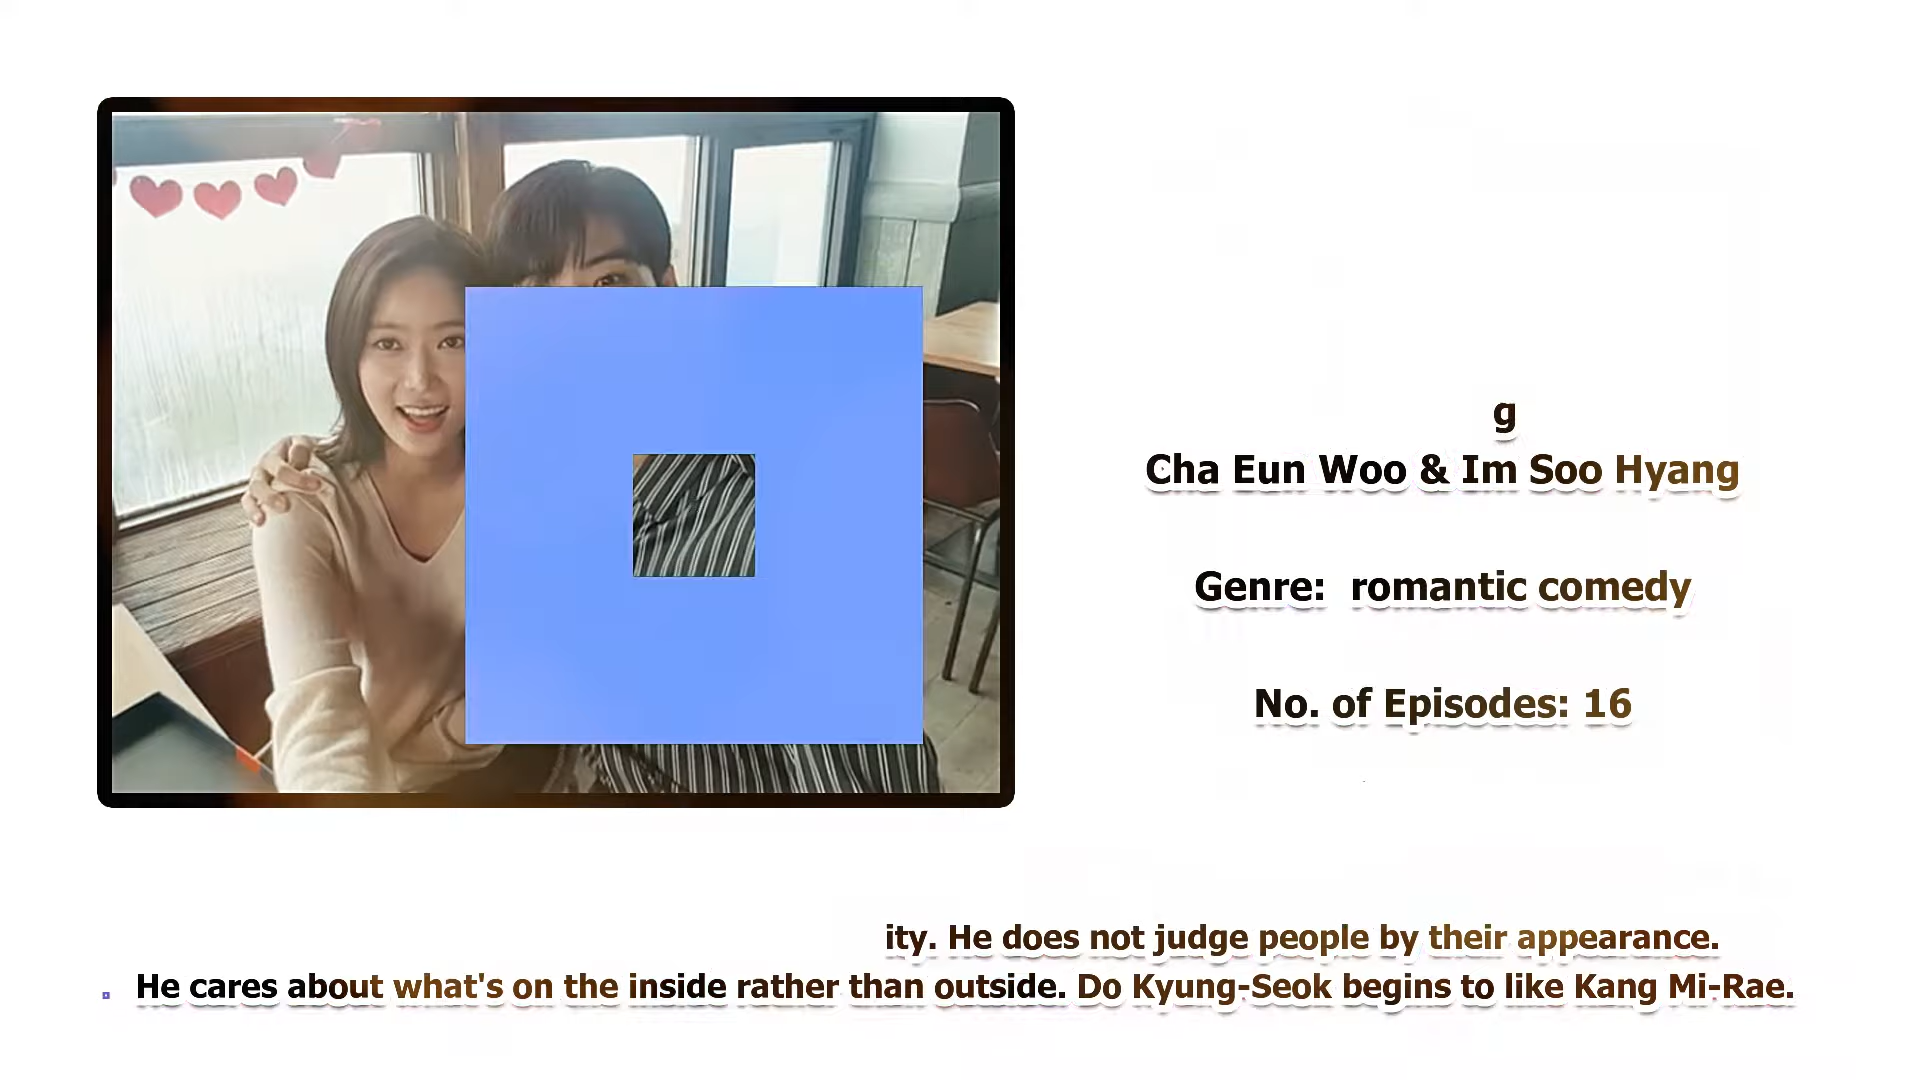 g
Cha Eun Woo & Im Soo Hyang
Genre: romantic comedy
No. of Episodes: 16
ity. He does not judge people by their appearance.
He cares about what's on the inside rather than outside. Do Kyung-Seok begins to like Kang Mi-Rae.